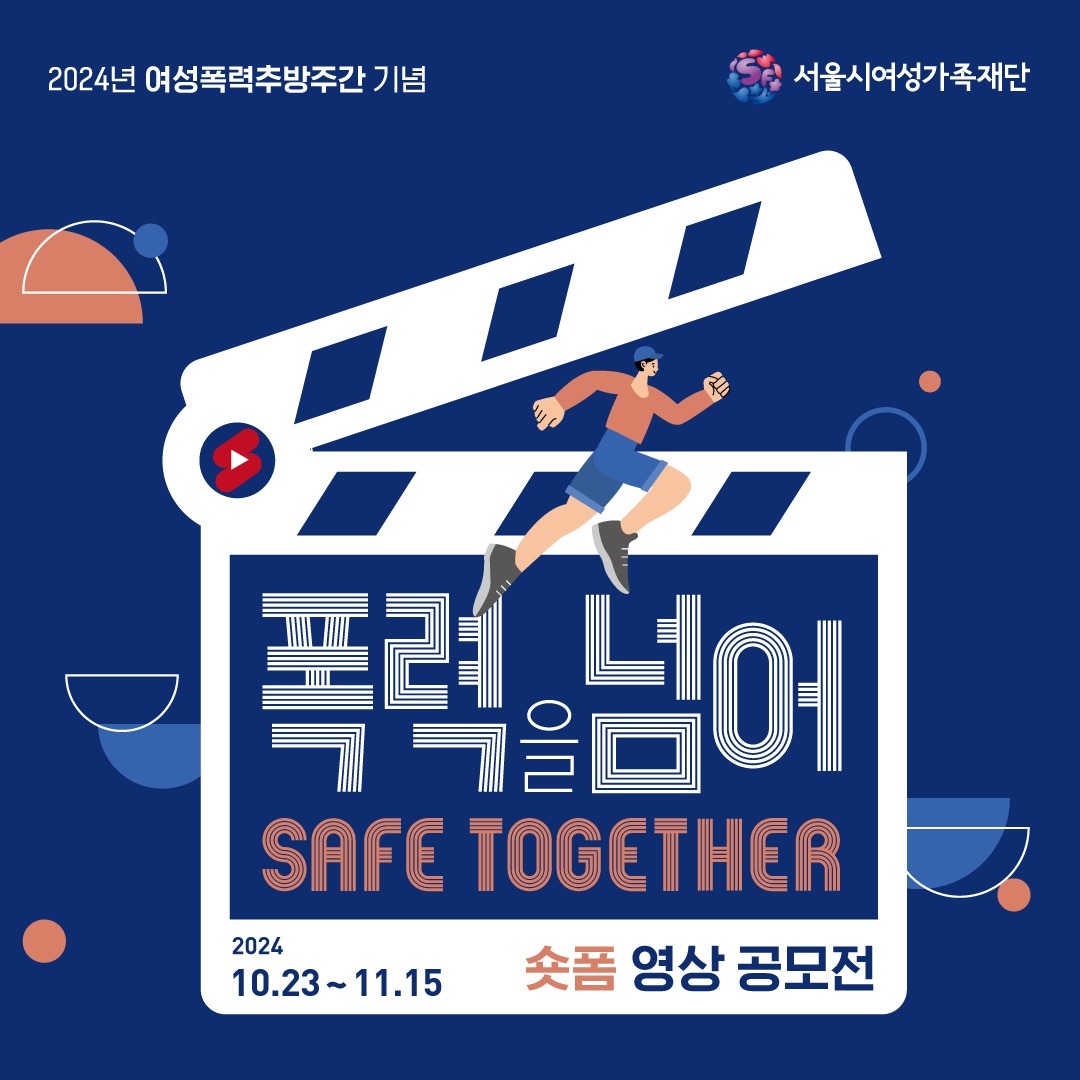 2024년 여성폭력추방주간 기념
SF
서울시여성가족재단
폭력을 넘어
SAFE TOGETHER
2024
10.23 ~ 11.15
숏폼 영상 공모전